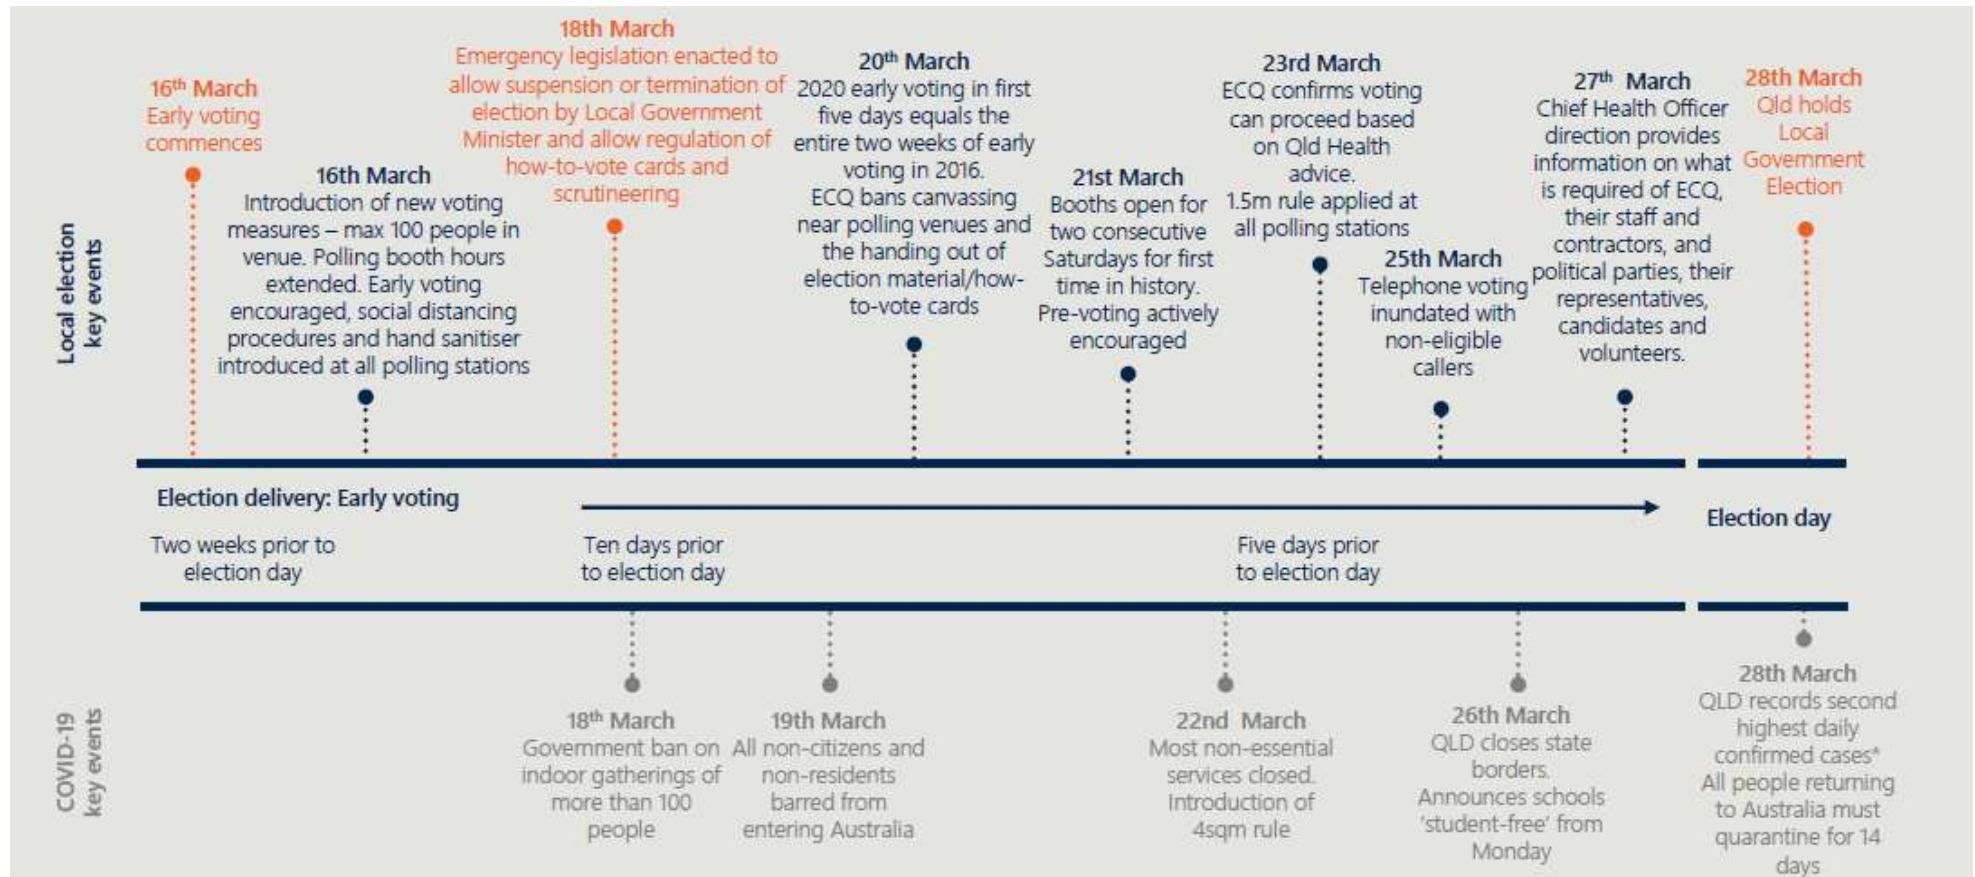 Local election
key events
16th March
Early voting
commences
16th March
Introduction of new voting
measures – max 100 people in
venue. Polling booth hours
extended. Early voting
encouraged, social distancing
procedures and hand sanitiser
introduced at all polling stations
18th March
Emergency legislation enacted to
allow suspension or termination of
election by Local Government
Minister and allow regulation of
how-to-vote cards and
scrutineering
20th March
2020 early voting in first
five days equals the
entire two weeks of early
voting in 2016.
ECQ bans canvassing
near polling venues and
the handing out of
election material/how-
to-vote cards
21st March
Booths open for
two consecutive
Saturdays for first
time in history.
Pre-voting actively
encouraged
23rd March
ECQ confirms voting
can proceed based
on Qld Health
advice.
1.5m rule applied at
all polling stations
25th March
Telephone voting
inundated with
non-eligible
callers
27th March
Chief Health Officer
direction provides
information on what
is required of ECQ,
their staff and
contractors, and
political parties, their
representatives,
candidates and
volunteers.
28th March
Qld holds
Local
Government
Election
Election delivery: Early voting
Two weeks prior to
election day
Ten days prior
to election day
Five days prior
to election day
Election day
COVID-19
key events
18th March
Government ban on
indoor gatherings of
more than 100
people
19th March
All non-citizens and
non-residents
barred from
entering Australia
22nd March
Most non-essential
services closed.
Introduction of
4sqm rule
26th March
QLD closes state
borders.
Announces schools
'student-free' from
Monday
28th March
QLD records second
highest daily
confirmed cases*
All people returning
to Australia must
quarantine for 14
days